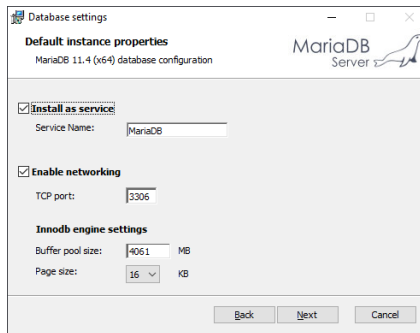 Database settings
Default instance properties
MariaDB 11.4 (x64) database configuration
MariaDB
Server
Install as service
Service Name: MariaDB
Enable networking
TCP port: 3306
Innodb engine settings
Buffer pool size: 4061 MB
Page size: 16 KB
Back Next Cancel